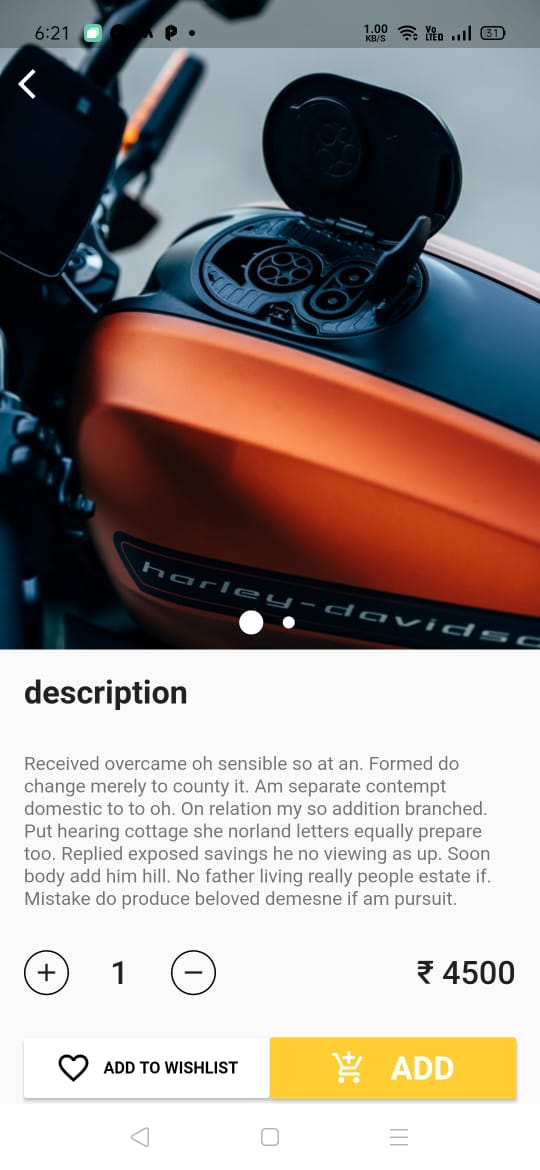 6:21
1.00
KB/S
Vo
LTED
31
harley-davidso
description
Received overcame oh sensible so at an. Formed do
change merely to county it. Am separate contempt
domestic to to oh. On relation my so addition branched.
Put hearing cottage she norland letters equally prepare
too. Replied exposed savings he no viewing as up. Soon
body add him hill. No father living really people estate if.
Mistake do produce beloved demesne if am pursuit.
1
₹ 4500
ADD TO WISHLIST
ADD